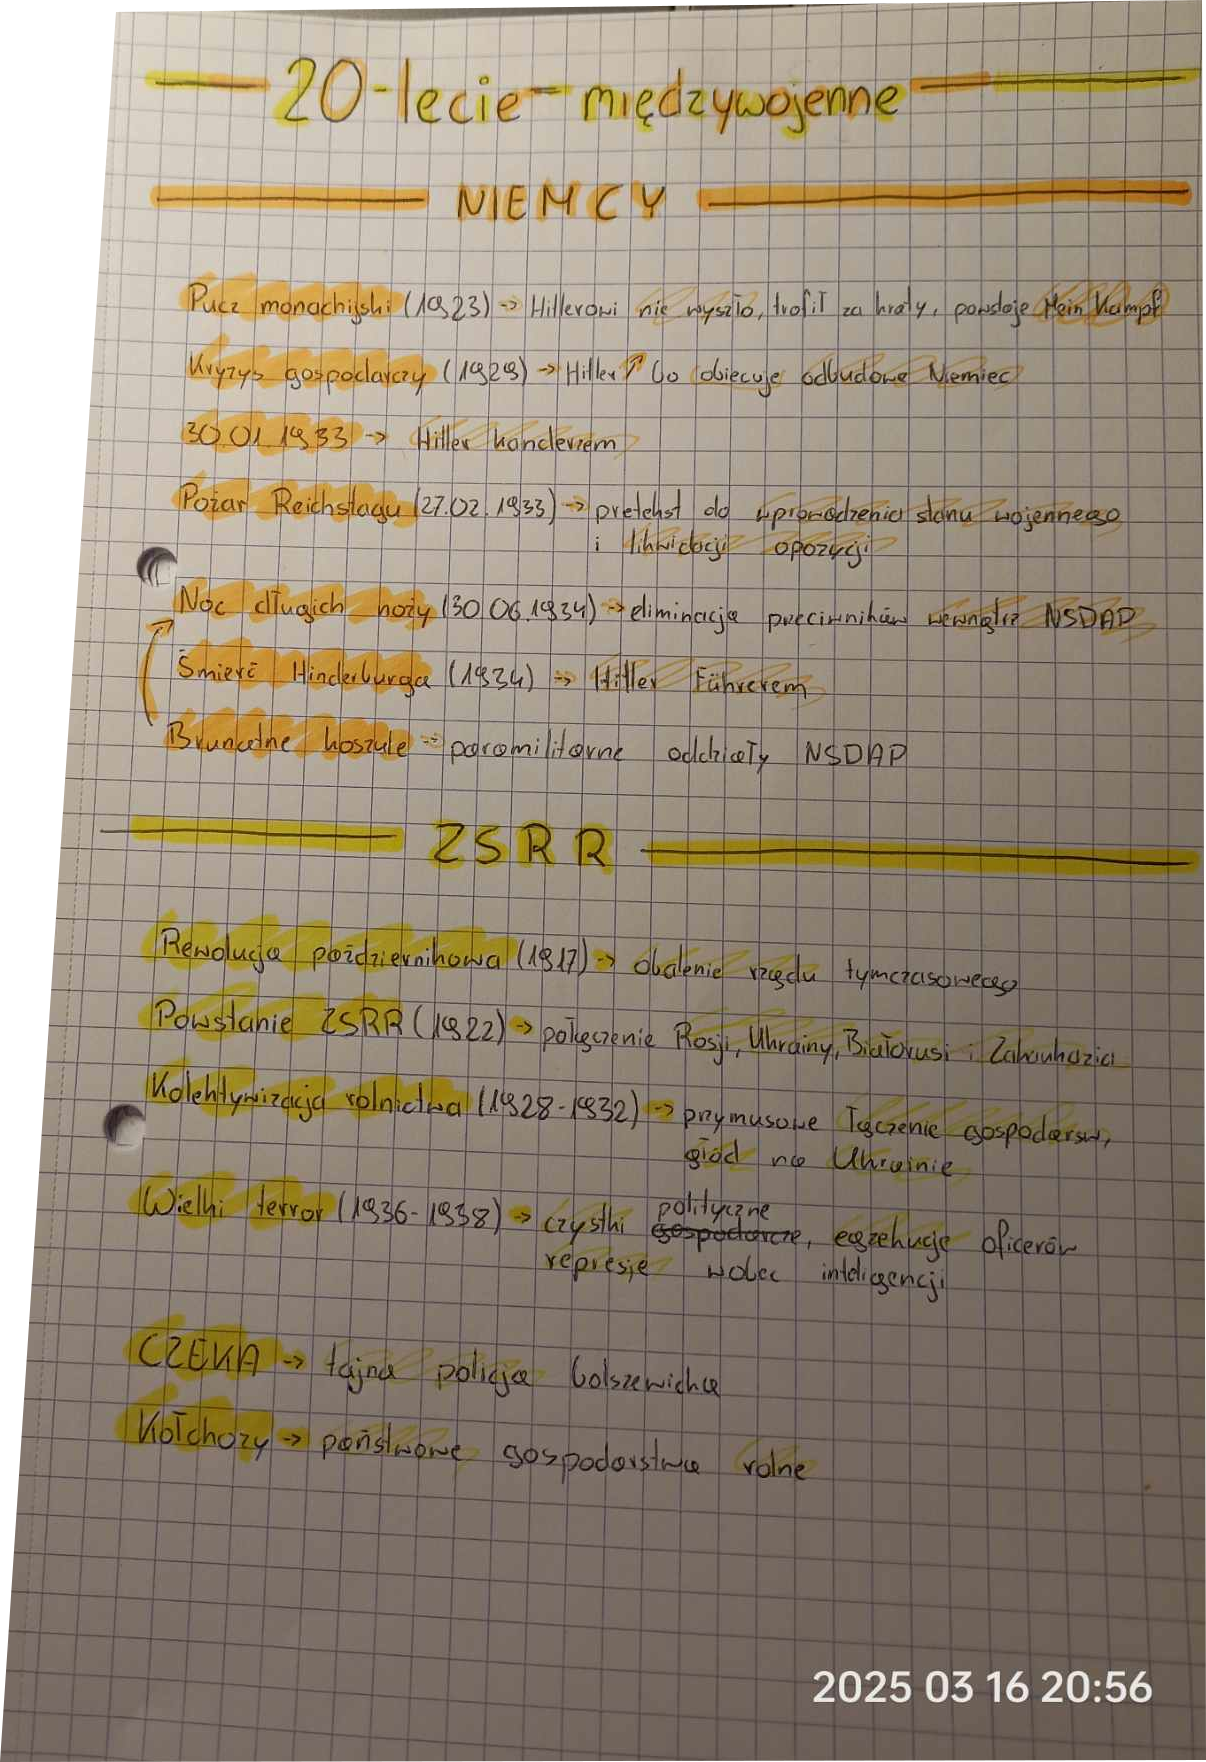 20-lecie międzywojenne
NIEMCY
Pucz monachijski (1923) → Hitlerowi nie wyszło, trafił za kraty, powstaje Mein Kampf
Kryzys gospodarczy (1929) → Hitler ↑ bo obiecuje odbudowę Niemiec
30.01.1933 → Hitler kanclerzem
Pożar Reichstagu (27.02.1933) → pretekst do wprowadzenia stanu wojennego
i likwidacji opozycji
Noc długich noży (30.06.1934) → eliminacja przeciwników wewnątrz NSDAP
Śmierć Hinderburga (1934) → Hitler Führerem
Brunatne koszule → paramilitarne oddziały NSDAP
ZSRR
Rewolucja październikowa (1917) → obalenie rządu tymczasowego
Powstanie ZSRR (1922) → połączenie Rosji, Ukrainy, Białorusi i Zakaukazia
Kolektywizacja rolnictwa (1928-1932) → przymusowe łączenie gospodarsw,
głód na Ukrainie
Wielki terror (1936-1938) → czystki polityczne gospodarcze, egzekucje oficerów
represje wobec inteligencji
CZEKA → tajna policja bolszewicka
Kołchozy → państwowe gospodarstwa rolne
2025 03 16 20:56